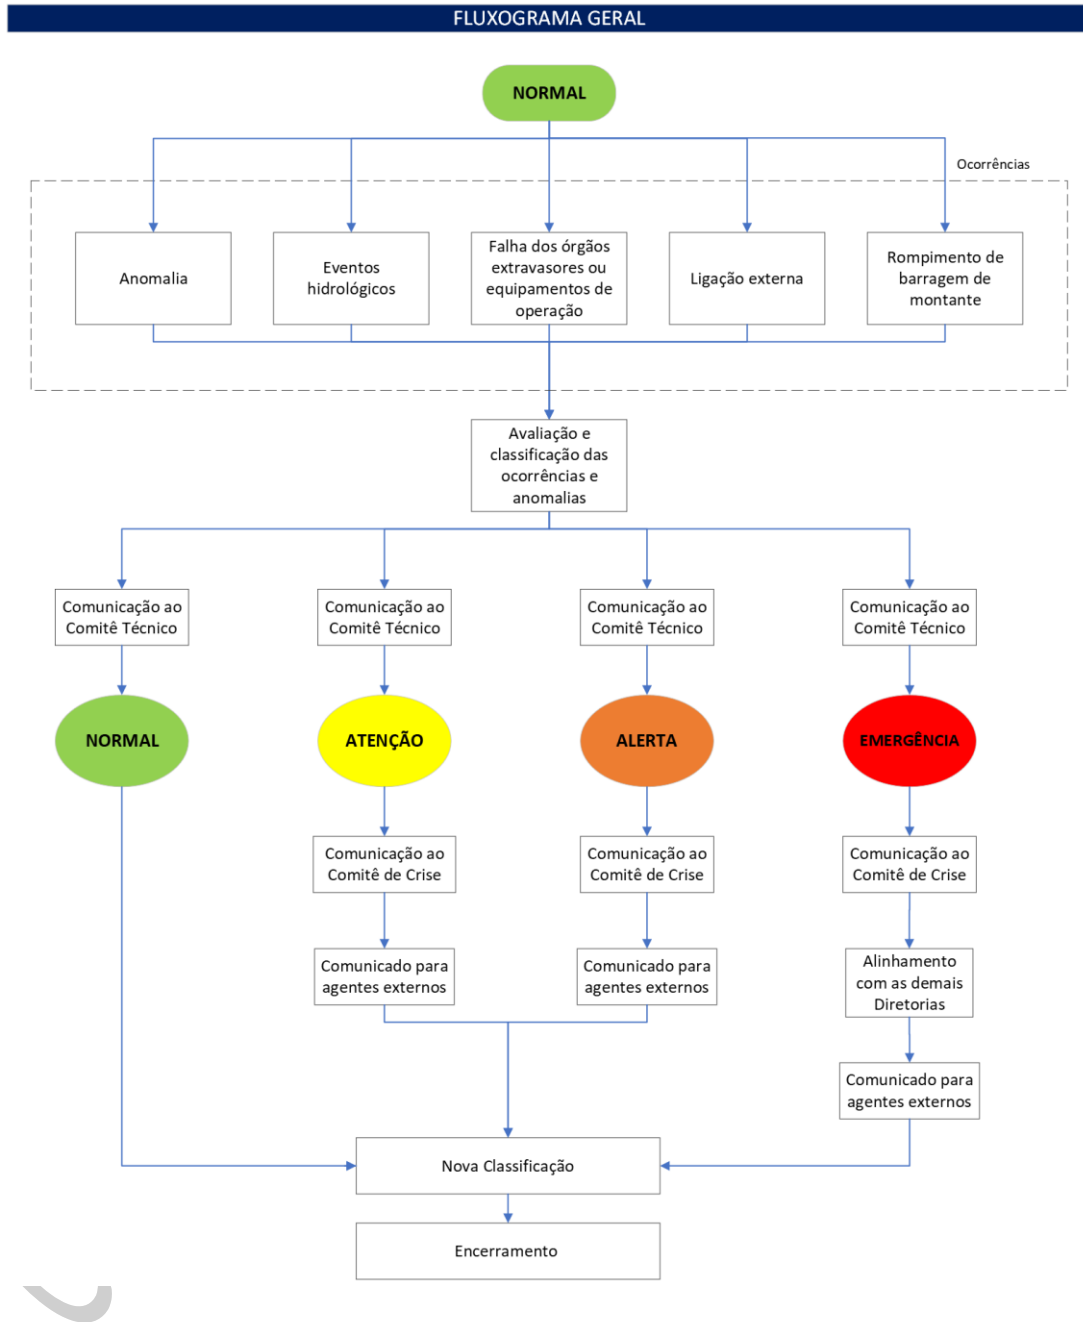 FLUXOGRAMA GERAL
NORMAL
Ocorrências
Anomalia
Eventos
hidrológicos
Falha dos órgãos
extravasores ou
equipamentos de
operação
Ligação externa
Rompimento de
barragem de
montante
Avaliação e
classificação das
ocorrências e
anomalias
Comunicação ao
Comitê Técnico
Comunicação ao
Comitê Técnico
Comunicação ao
Comitê Técnico
Comunicação ao
Comitê Técnico
NORMAL
ATENÇÃO
ALERTA
EMERGÊNCIA
Comunicação ao
Comitê de Crise
Comunicação ao
Comitê de Crise
Comunicação ao
Comitê de Crise
Comunicado para
agentes externos
Comunicado para
agentes externos
Alinhamento
com as demais
Diretorias
Comunicado para
agentes externos
Nova Classificação
Encerramento